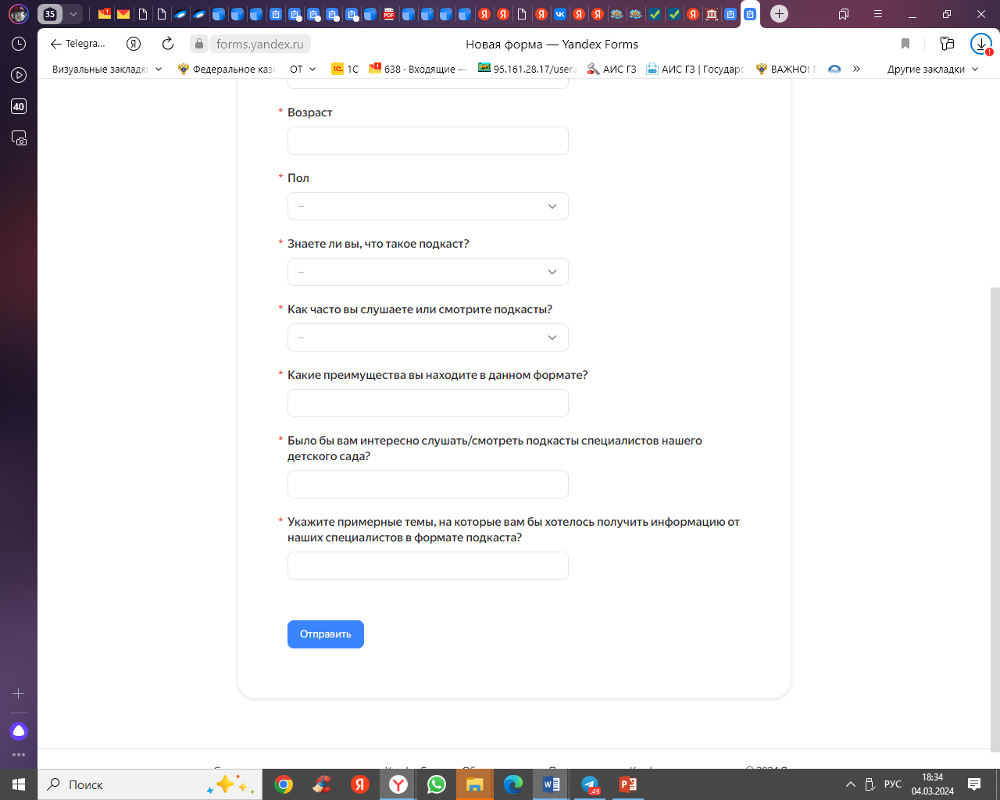 35
← Telegra...
Я
forms.yandex.ru
Новая форма — Yandex Forms
Визуальные закладк
Федеральное каз
ОТ
1С
638 · Входящие —
95.161.28.17/user.p
АИС ГЗ
АИС ГЗ | Государс
ВАЖНО!
»
Другие закладки
40
* Возраст
* Пол
–
* Знаете ли вы, что такое подкаст?
–
* Как часто вы слушаете или смотрите подкасты?
–
* Какие преимущества вы находите в данном формате?
* Было бы вам интересно слушать/смотреть подкасты специалистов нашего
детского сада?
* Укажите примерные темы, на которые вам бы хотелось получить информацию от
наших специалистов в формате подкаста?
Отправить
Поиск
49
РУС
18:34
04.03.2024